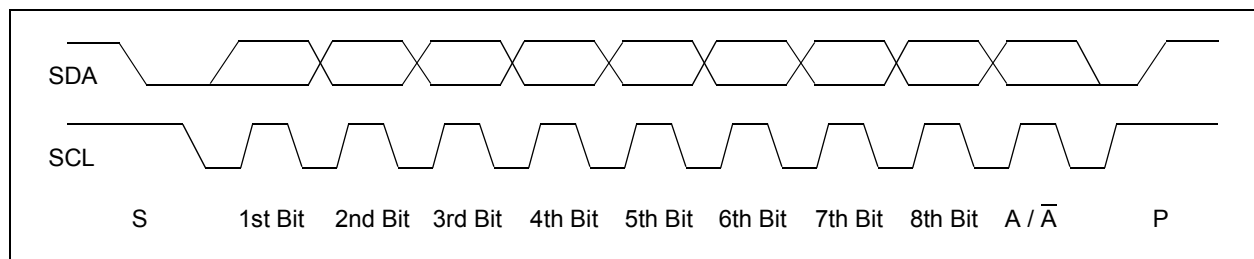 SDA
SCL
S 1st Bit 2nd Bit 3rd Bit 4th Bit 5th Bit 6th Bit 7th Bit 8th Bit A / A̅ P